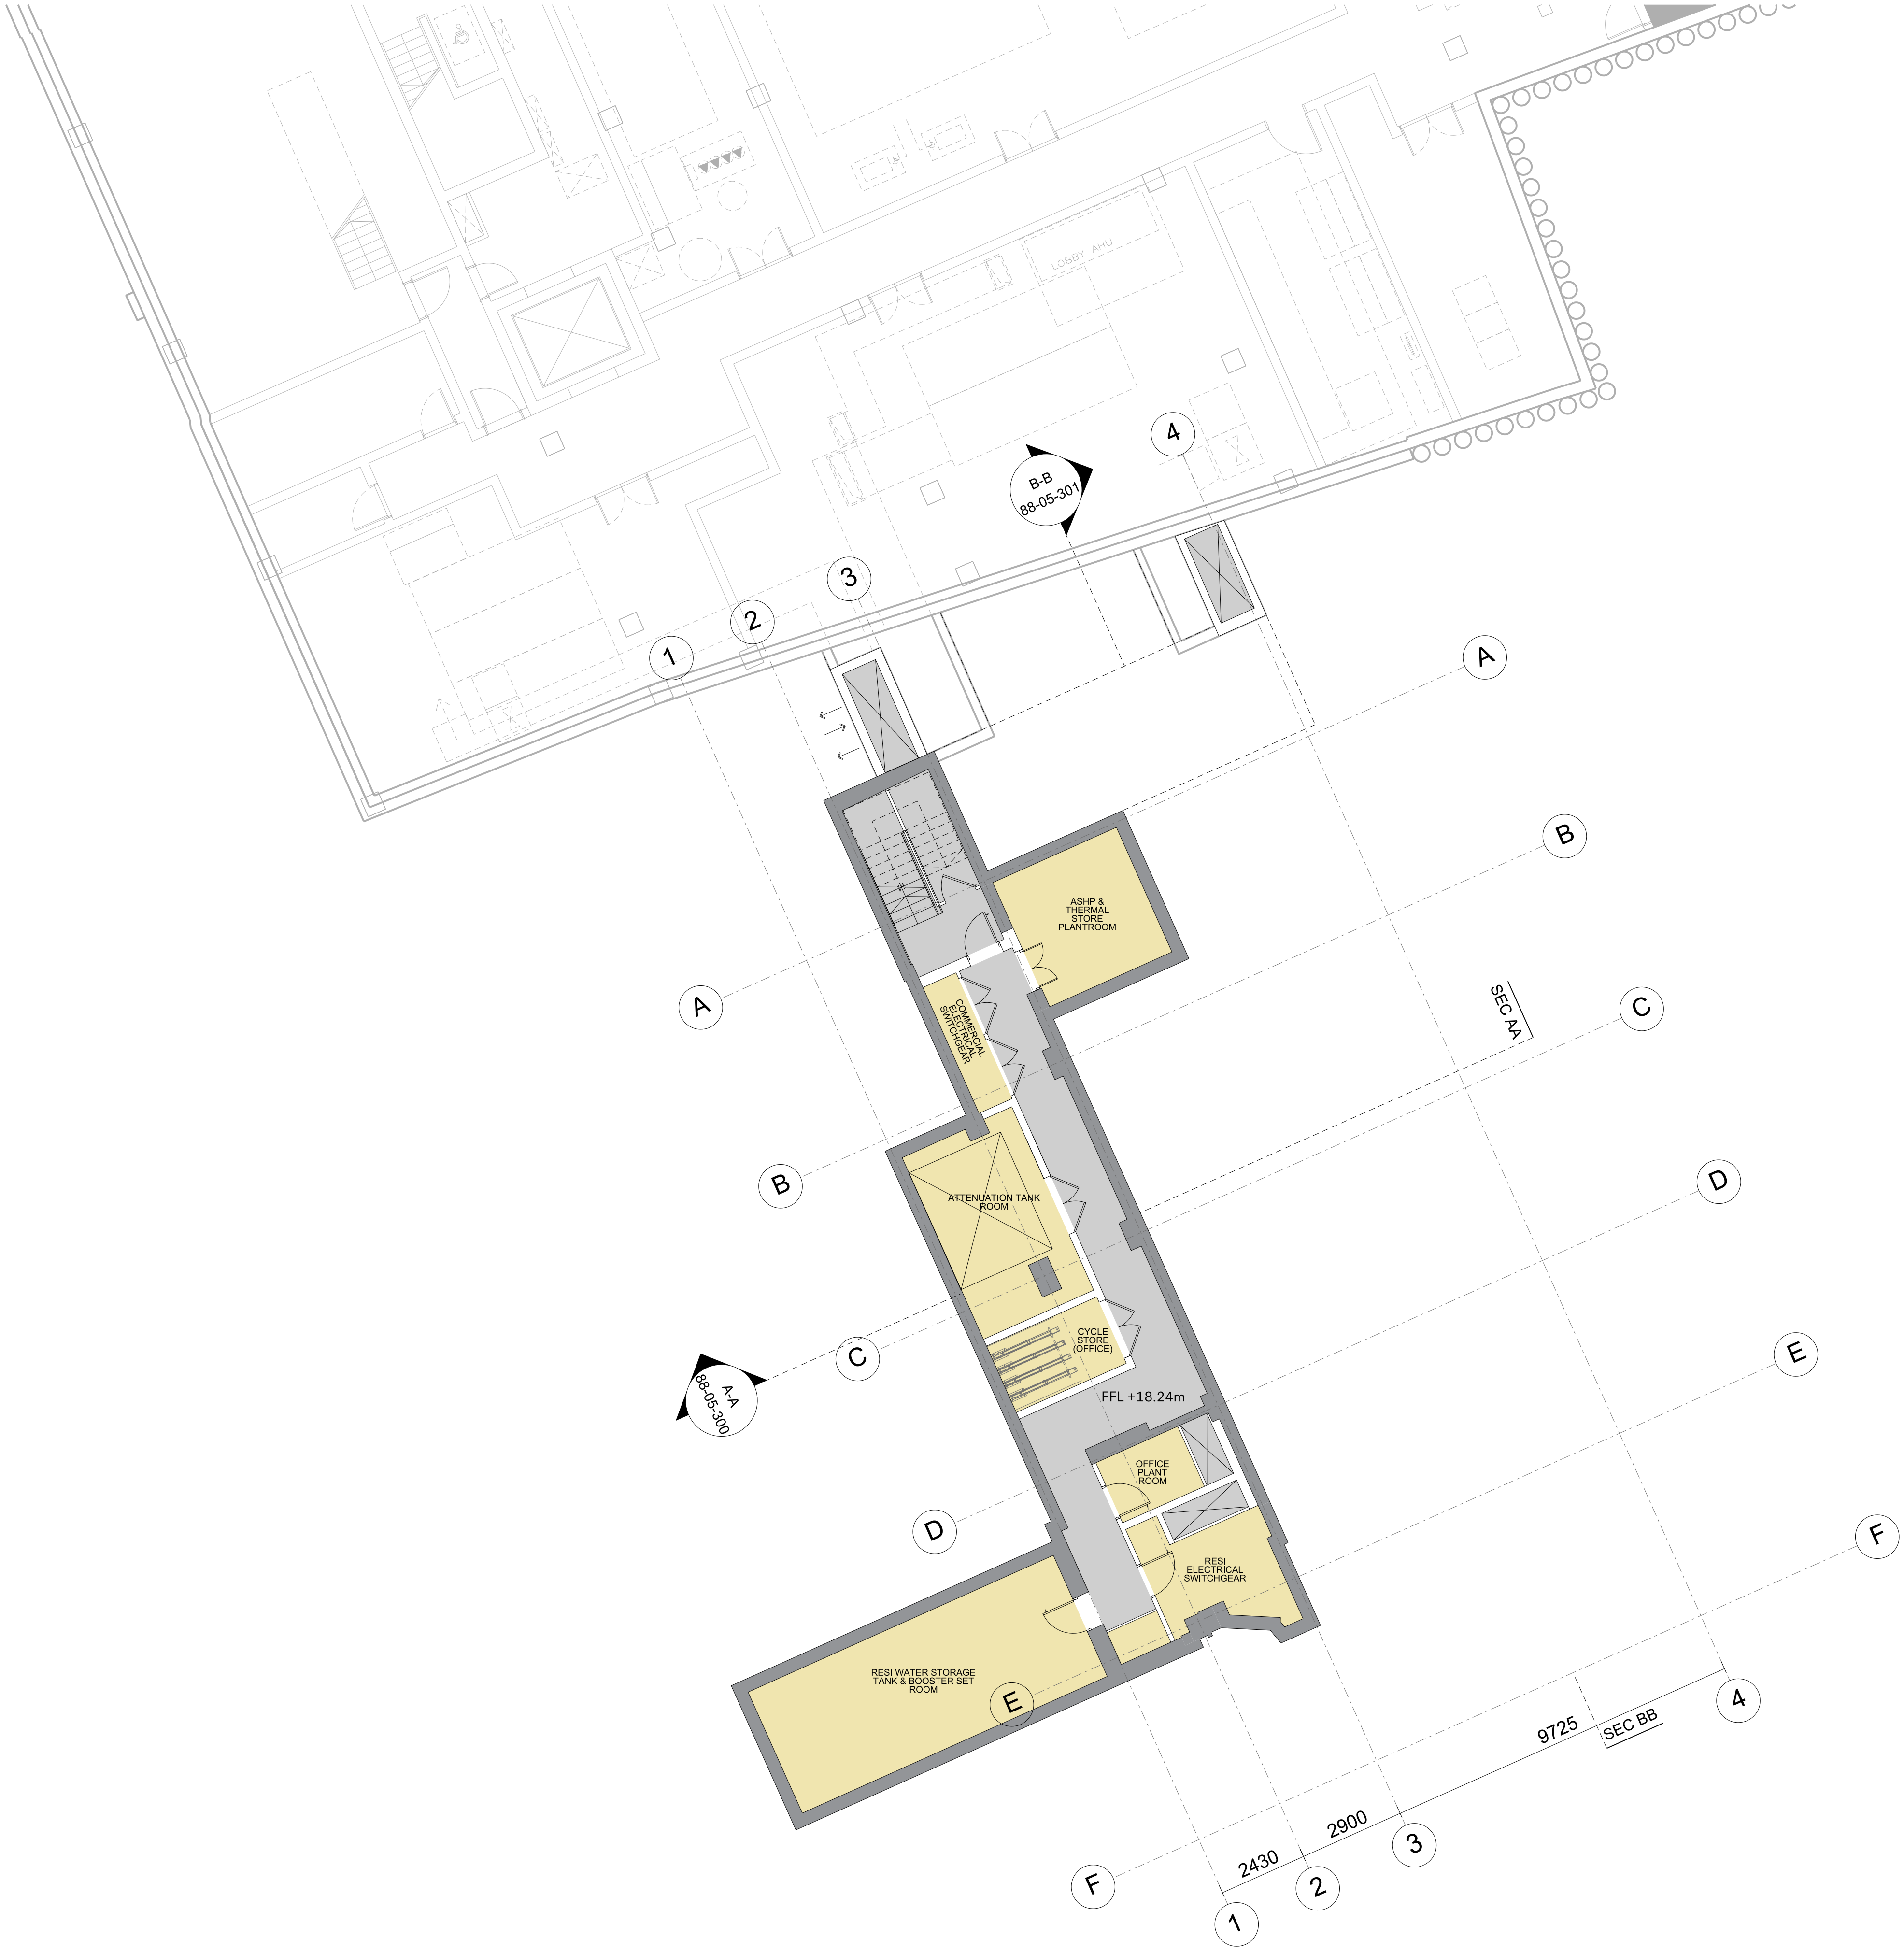 LOBBY AHU
4
B-B
88-05-301
3
2
1
A
B
ASHP &
THERMAL
STORE
PLANTROOM
A
COMMERCIAL
ELECTRICAL
SWITCHGEAR
SEC AA
C
B
ATTENUATION TANK
ROOM
D
CYCLE
STORE
(OFFICE)
C
A-A
88-05-300
FFL +18.24m
E
OFFICE
PLANT
ROOM
D
F
RESI
ELECTRICAL
SWITCHGEAR
RESI WATER STORAGE
TANK & BOOSTER SET
ROOM
E
4
SEC BB
9725
2900
3
2430
F
2
1